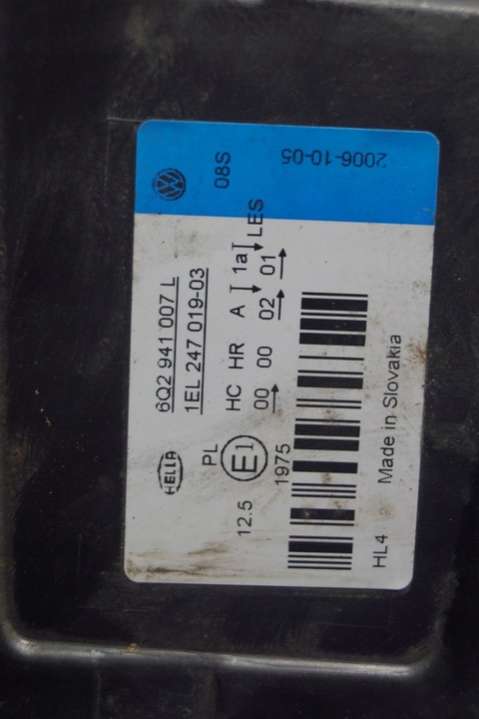 2006-10-05
08S
6Q2 941 007 L
1EL 247 019-03
HELLA
PL
HC HR A 1a LES
00 00 02 01
E1
12.5
1975
HL4
Made in Slovakia